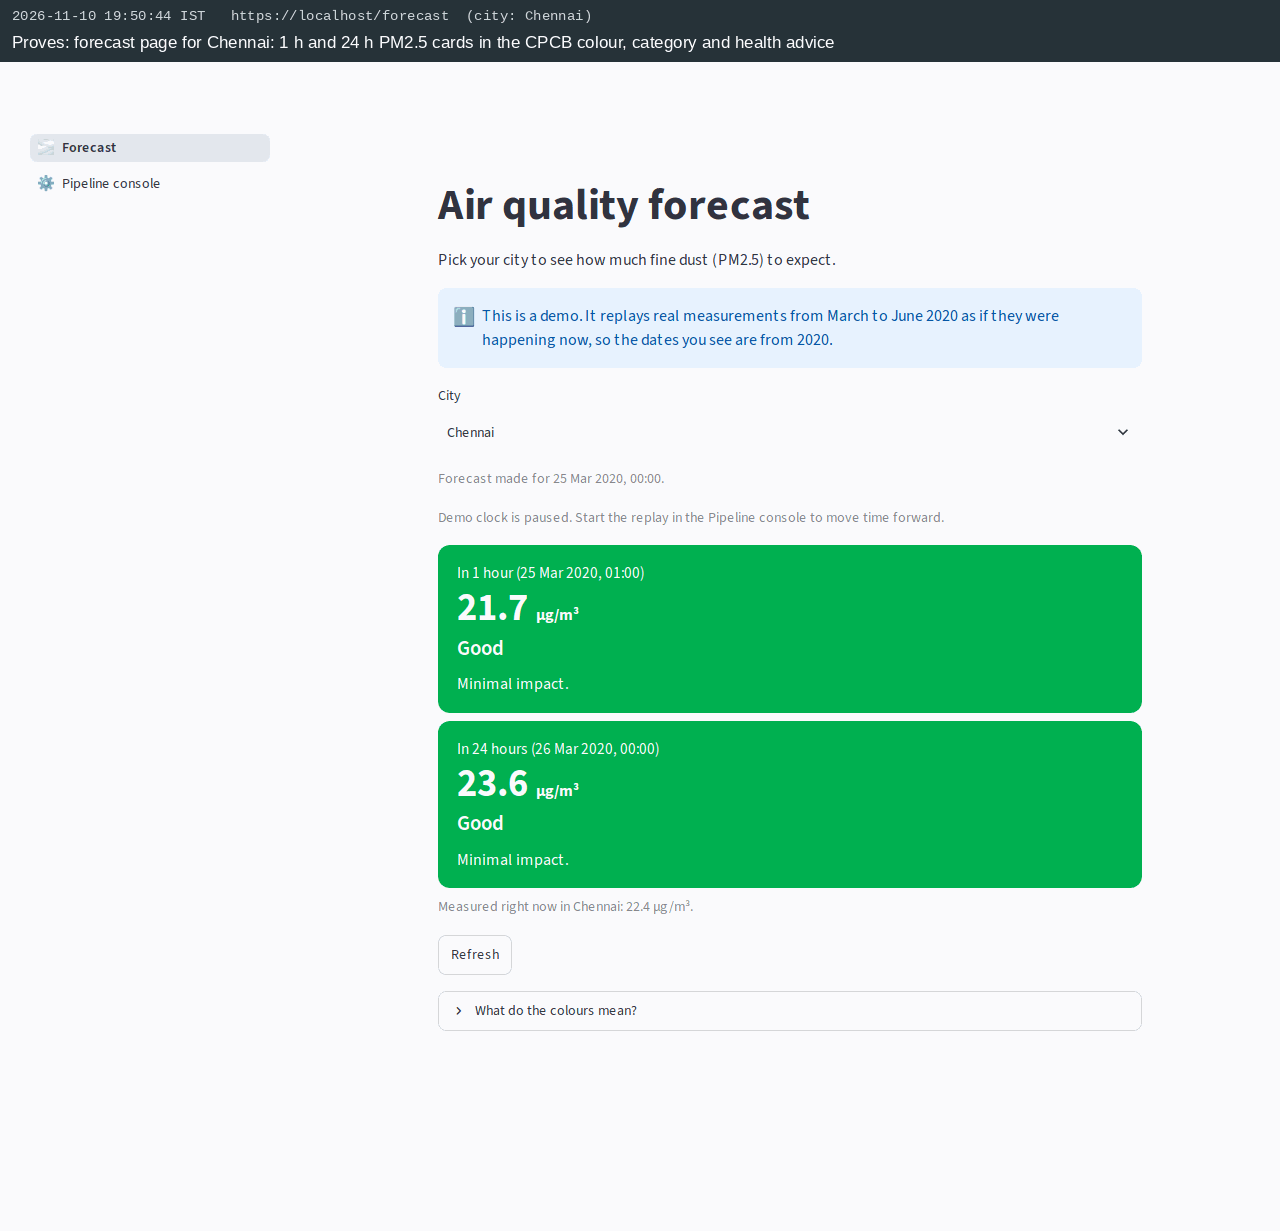 2026-11-10 19:50:44 IST   https://localhost/forecast  (city: Chennai)
Proves: forecast page for Chennai: 1 h and 24 h PM2.5 cards in the CPCB colour, category and health advice
Forecast
Pipeline console
Air quality forecast
Pick your city to see how much fine dust (PM2.5) to expect.
This is a demo. It replays real measurements from March to June 2020 as if they were
happening now, so the dates you see are from 2020.
City
Chennai
Forecast made for 25 Mar 2020, 00:00.
Demo clock is paused. Start the replay in the Pipeline console to move time forward.
In 1 hour (25 Mar 2020, 01:00)
21.7 µg/m³
Good
Minimal impact.
In 24 hours (26 Mar 2020, 00:00)
23.6 µg/m³
Good
Minimal impact.
Measured right now in Chennai: 22.4 µg/m³.
Refresh
What do the colours mean?